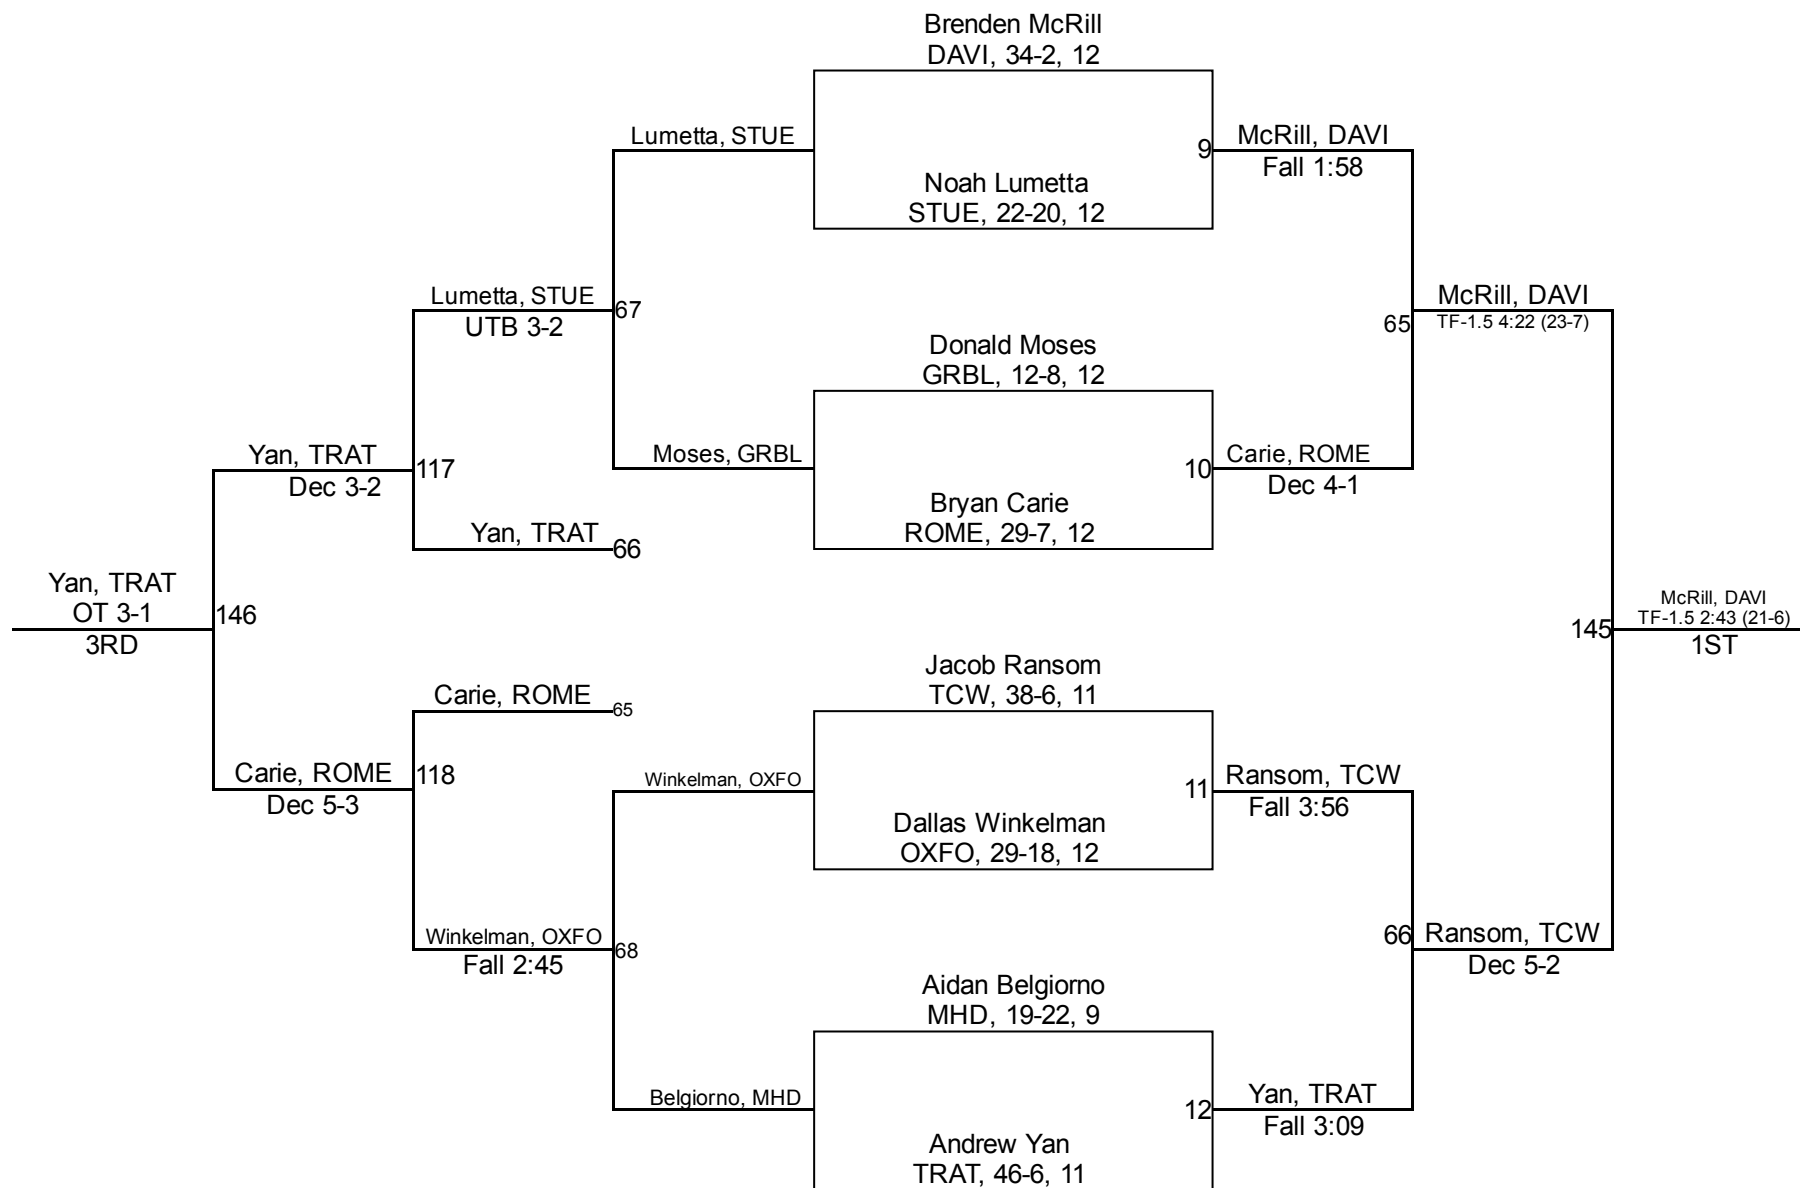 Brenden McRill
DAVI, 34-2, 12
Lumetta, STUE
9
McRill, DAVI
Fall 1:58
Noah Lumetta
STUE, 22-20, 12
Lumetta, STUE
UTB 3-2
67
McRill, DAVI
TF-1.5 4:22 (23-7)
65
Donald Moses
GRBL, 12-8, 12
Yan, TRAT
Dec 3-2
117
Moses, GRBL
10
Carie, ROME
Dec 4-1
Bryan Carie
ROME, 29-7, 12
Yan, TRAT
66
Yan, TRAT
OT 3-1
3RD
146
McRill, DAVI
TF-1.5 2:43 (21-6)
1ST
145
Jacob Ransom
TCW, 38-6, 11
Carie, ROME
65
Carie, ROME
Dec 5-3
118
Winkelman, OXFO
11
Ransom, TCW
Fall 3:56
Dallas Winkelman
OXFO, 29-18, 12
Winkelman, OXFO
Fall 2:45
68
66
Ransom, TCW
Dec 5-2
Aidan Belgiorno
MHD, 19-22, 9
Belgiorno, MHD
12
Yan, TRAT
Fall 3:09
Andrew Yan
TRAT, 46-6, 11